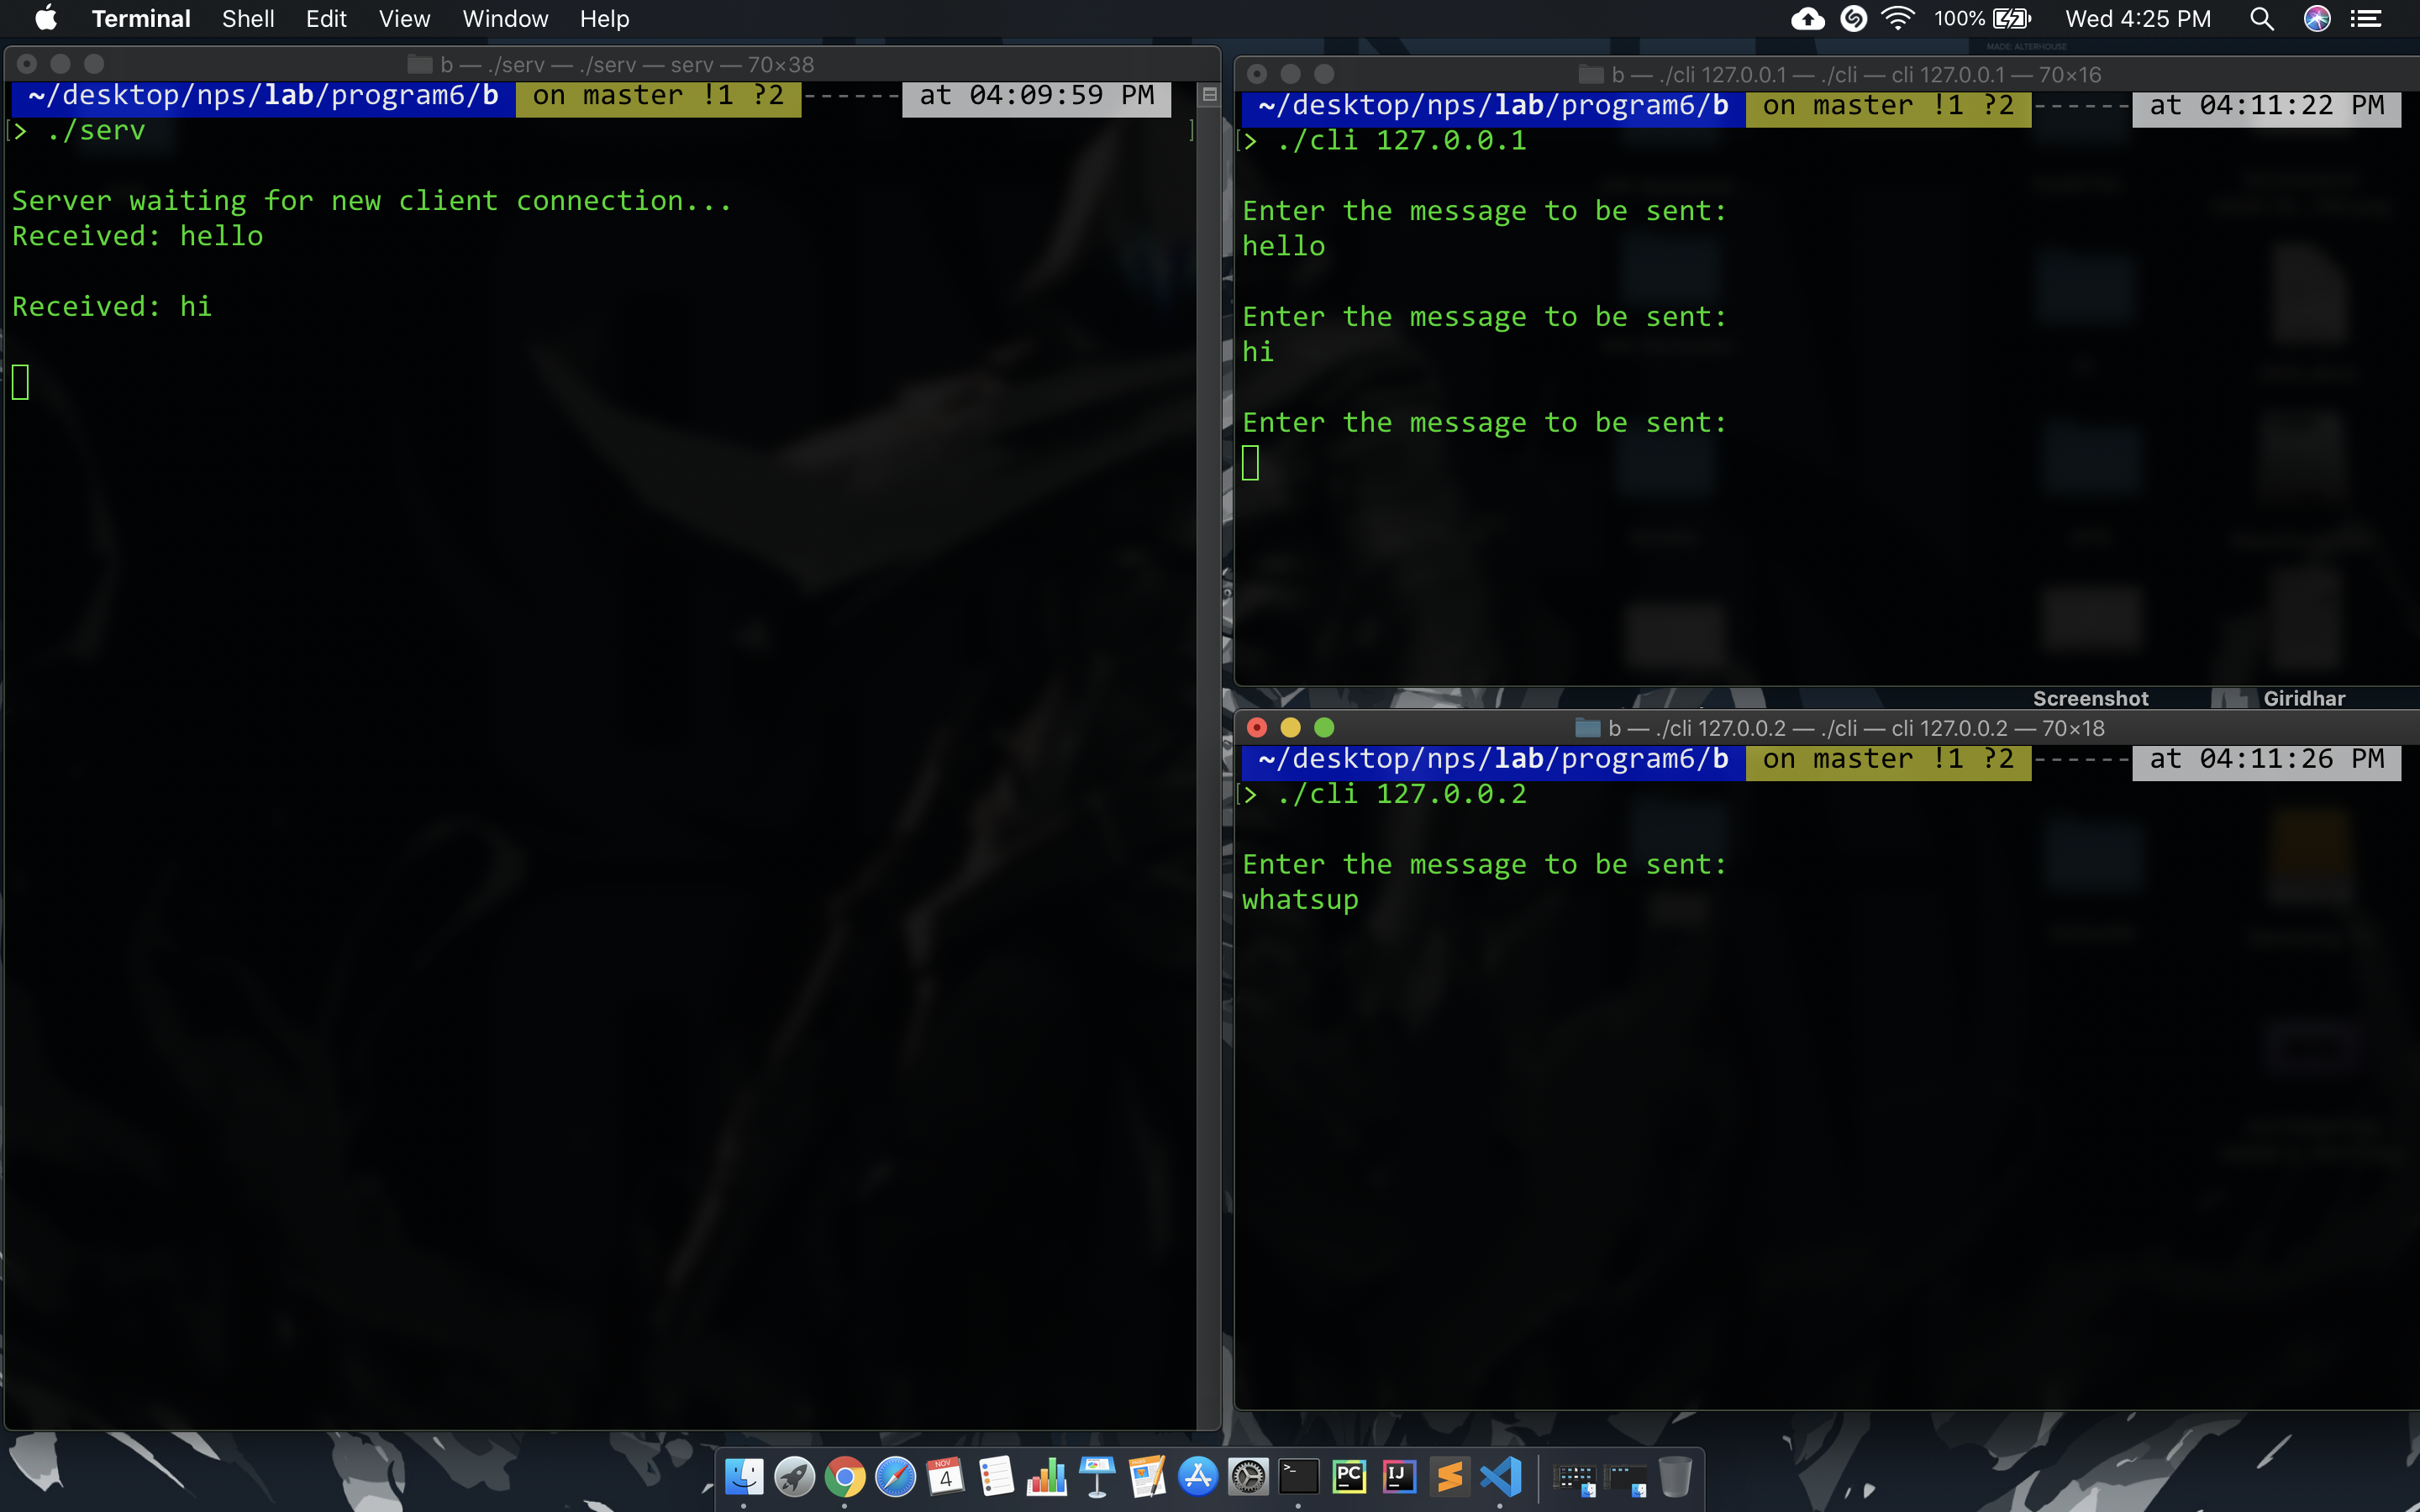 Terminal Shell Edit View Window Help 100% Wed 4:25 PM
MADE: ALTERHOUSE
b — ./serv — ./serv — serv — 70×38
~/desktop/nps/lab/program6/b on master !1 ?2 ------ at 04:09:59 PM
[> ./serv ]
Server waiting for new client connection...
Received: hello
Received: hi
b — ./cli 127.0.0.1 — ./cli — cli 127.0.0.1 — 70×16
~/desktop/nps/lab/program6/b on master !1 ?2 ------ at 04:11:22 PM
[> ./cli 127.0.0.1
Enter the message to be sent:
hello
Enter the message to be sent:
hi
Enter the message to be sent:
Screenshot Giridhar
b — ./cli 127.0.0.2 — ./cli — cli 127.0.0.2 — 70×18
~/desktop/nps/lab/program6/b on master !1 ?2 ------ at 04:11:26 PM
[> ./cli 127.0.0.2
Enter the message to be sent:
whatsup
NOV
4
>_
PC
IJ